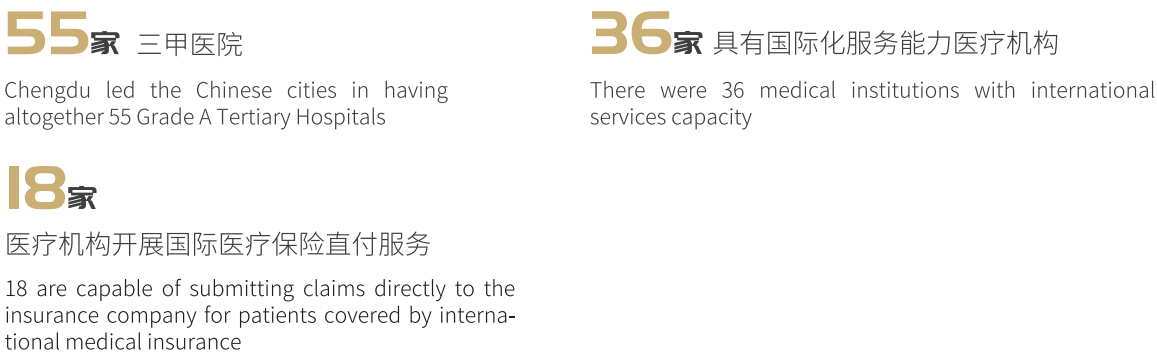 55家 三甲医院
Chengdu led the Chinese cities in having
altogether 55 Grade A Tertiary Hospitals
36家 具有国际化服务能力医疗机构
There were 36 medical institutions with international
services capacity
18家
医疗机构开展国际医疗保险直付服务
18 are capable of submitting claims directly to the
insurance company for patients covered by interna-
tional medical insurance